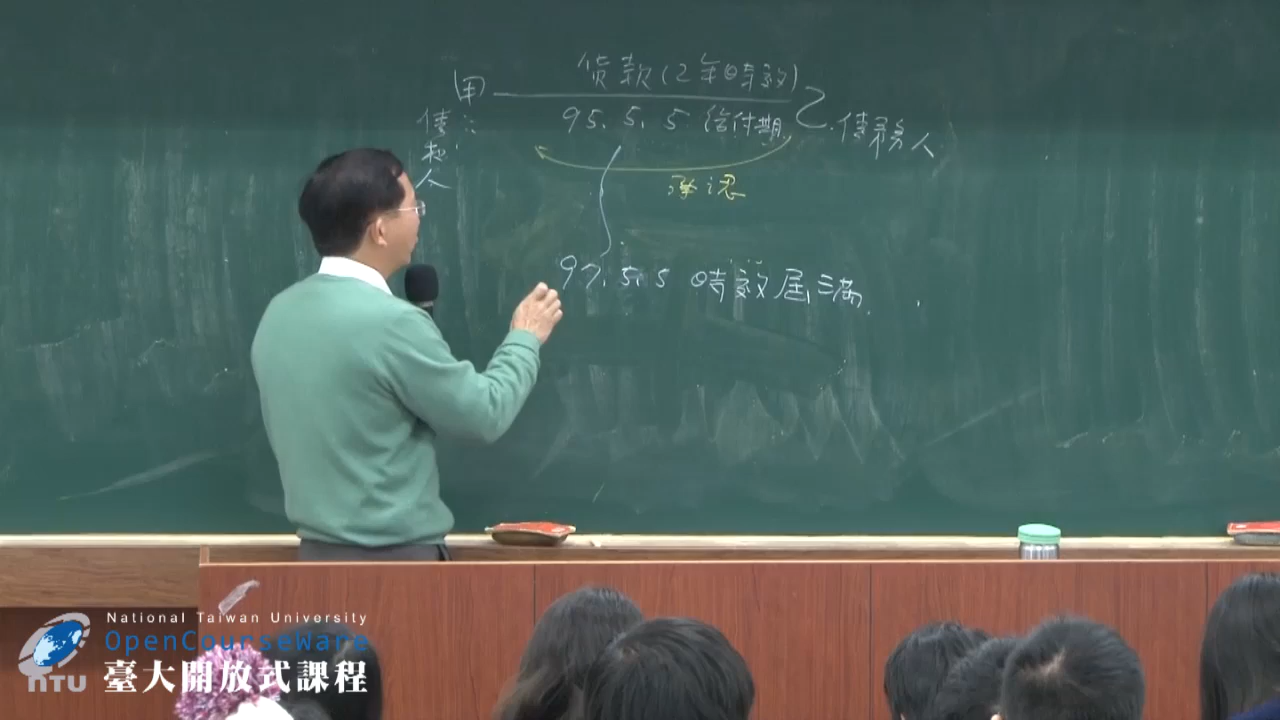 貨款(2年時效)
甲 乙
95.5.5 給付期
債權人
債務人
承認
97.5.5 時效屆滿
National Taiwan University
OpenCourseWare
臺大開放式課程
NTU